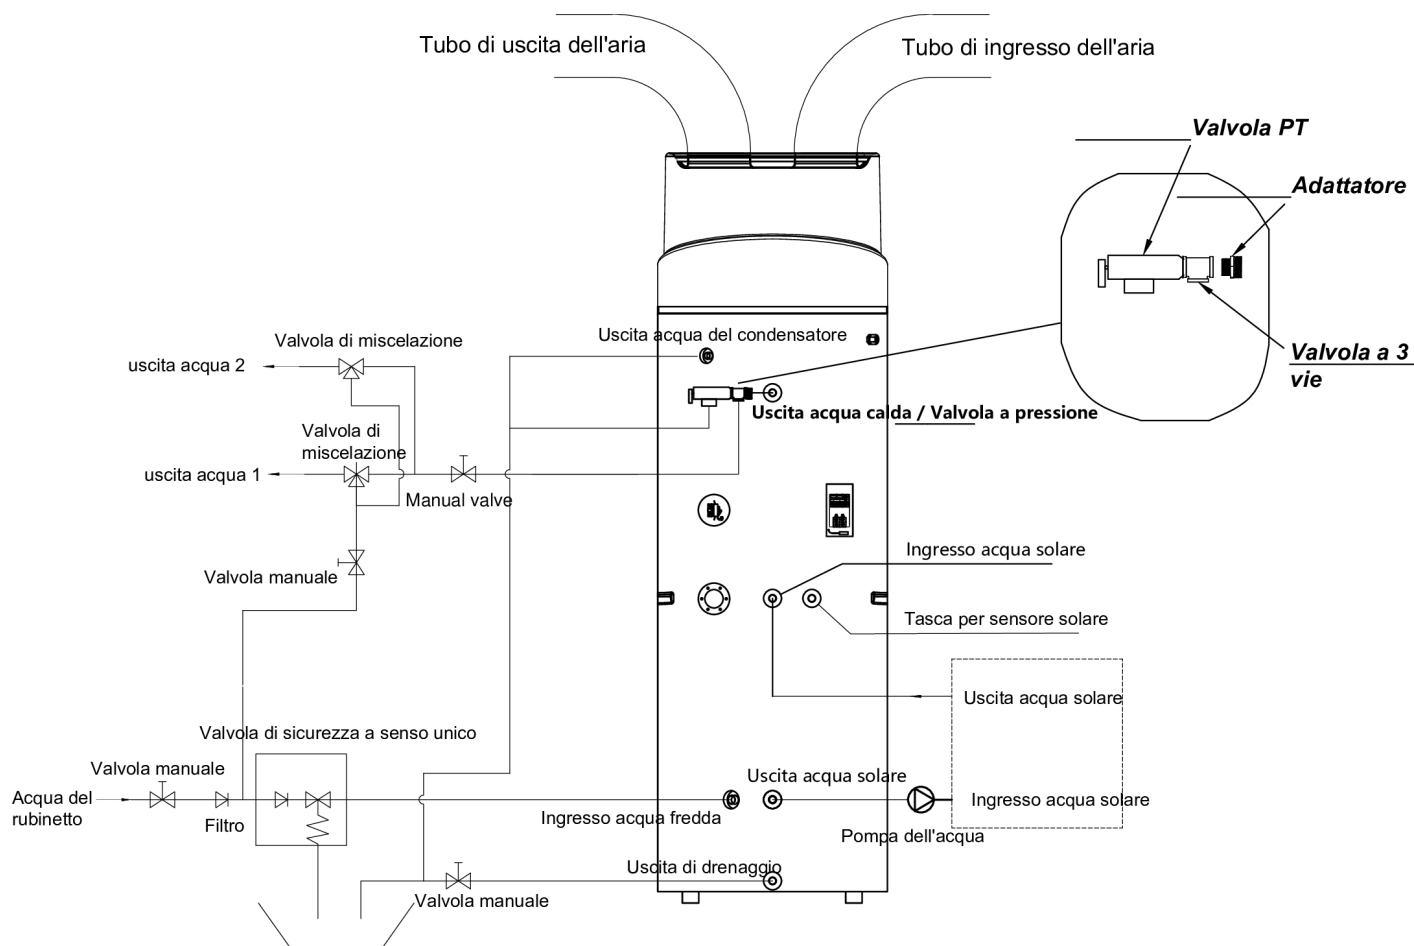 Tubo di uscita dell'aria
Tubo di ingresso dell'aria
Valvola PT
Adattatore
Valvola a 3
vie
Uscita acqua del condensatore
Valvola di miscelazione
uscita acqua 2
Uscita acqua calda / Valvola a pressione
Valvola di
miscelazione
uscita acqua 1
Manual valve
Ingresso acqua solare
Valvola manuale
Tasca per sensore solare
Uscita acqua solare
Valvola di sicurezza a senso unico
Valvola manuale
Uscita acqua solare
Acqua del
rubinetto
Ingresso acqua solare
Filtro
Ingresso acqua fredda
Pompa dell'acqua
Uscita di drenaggio
Valvola manuale